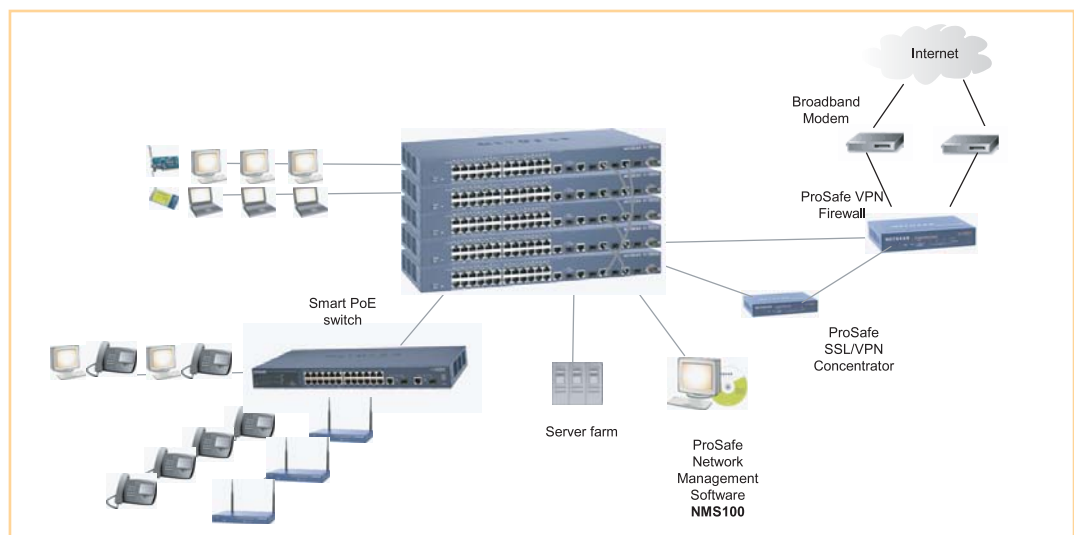 Internet
Broadband
Modem
ProSafe VPN
Firewall
NETGEAR
Smart PoE
switch
ProSafe
SSL/VPN
Concentrator
Server farm
ProSafe
Network
Management
Software
NMS100